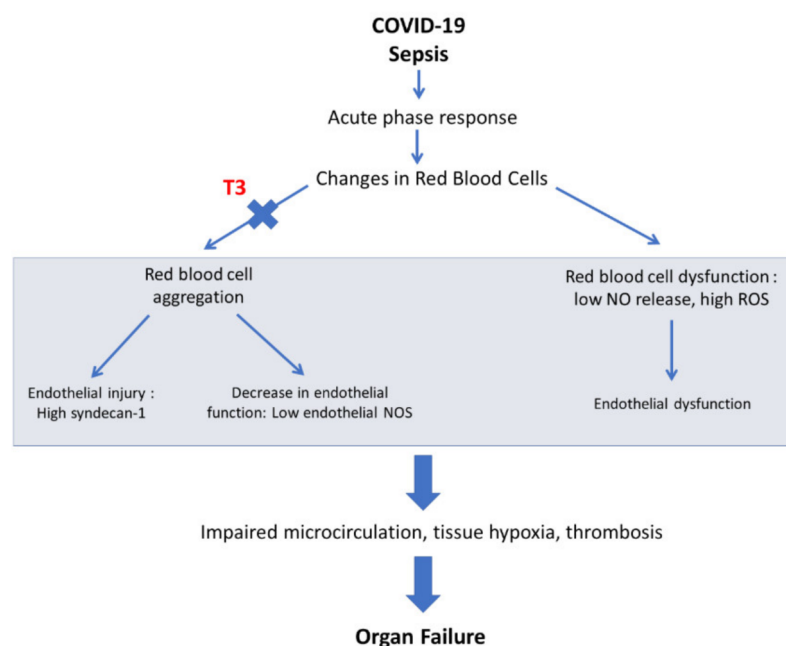 COVID-19
Sepsis
Acute phase response
Changes in Red Blood Cells
T3
Red blood cell
aggregation
Red blood cell dysfunction :
low NO release, high ROS
Endothelial injury :
High syndecan-1
Decrease in endothelial
function: Low endothelial NOS
Endothelial dysfunction
Impaired microcirculation, tissue hypoxia, thrombosis
Organ Failure